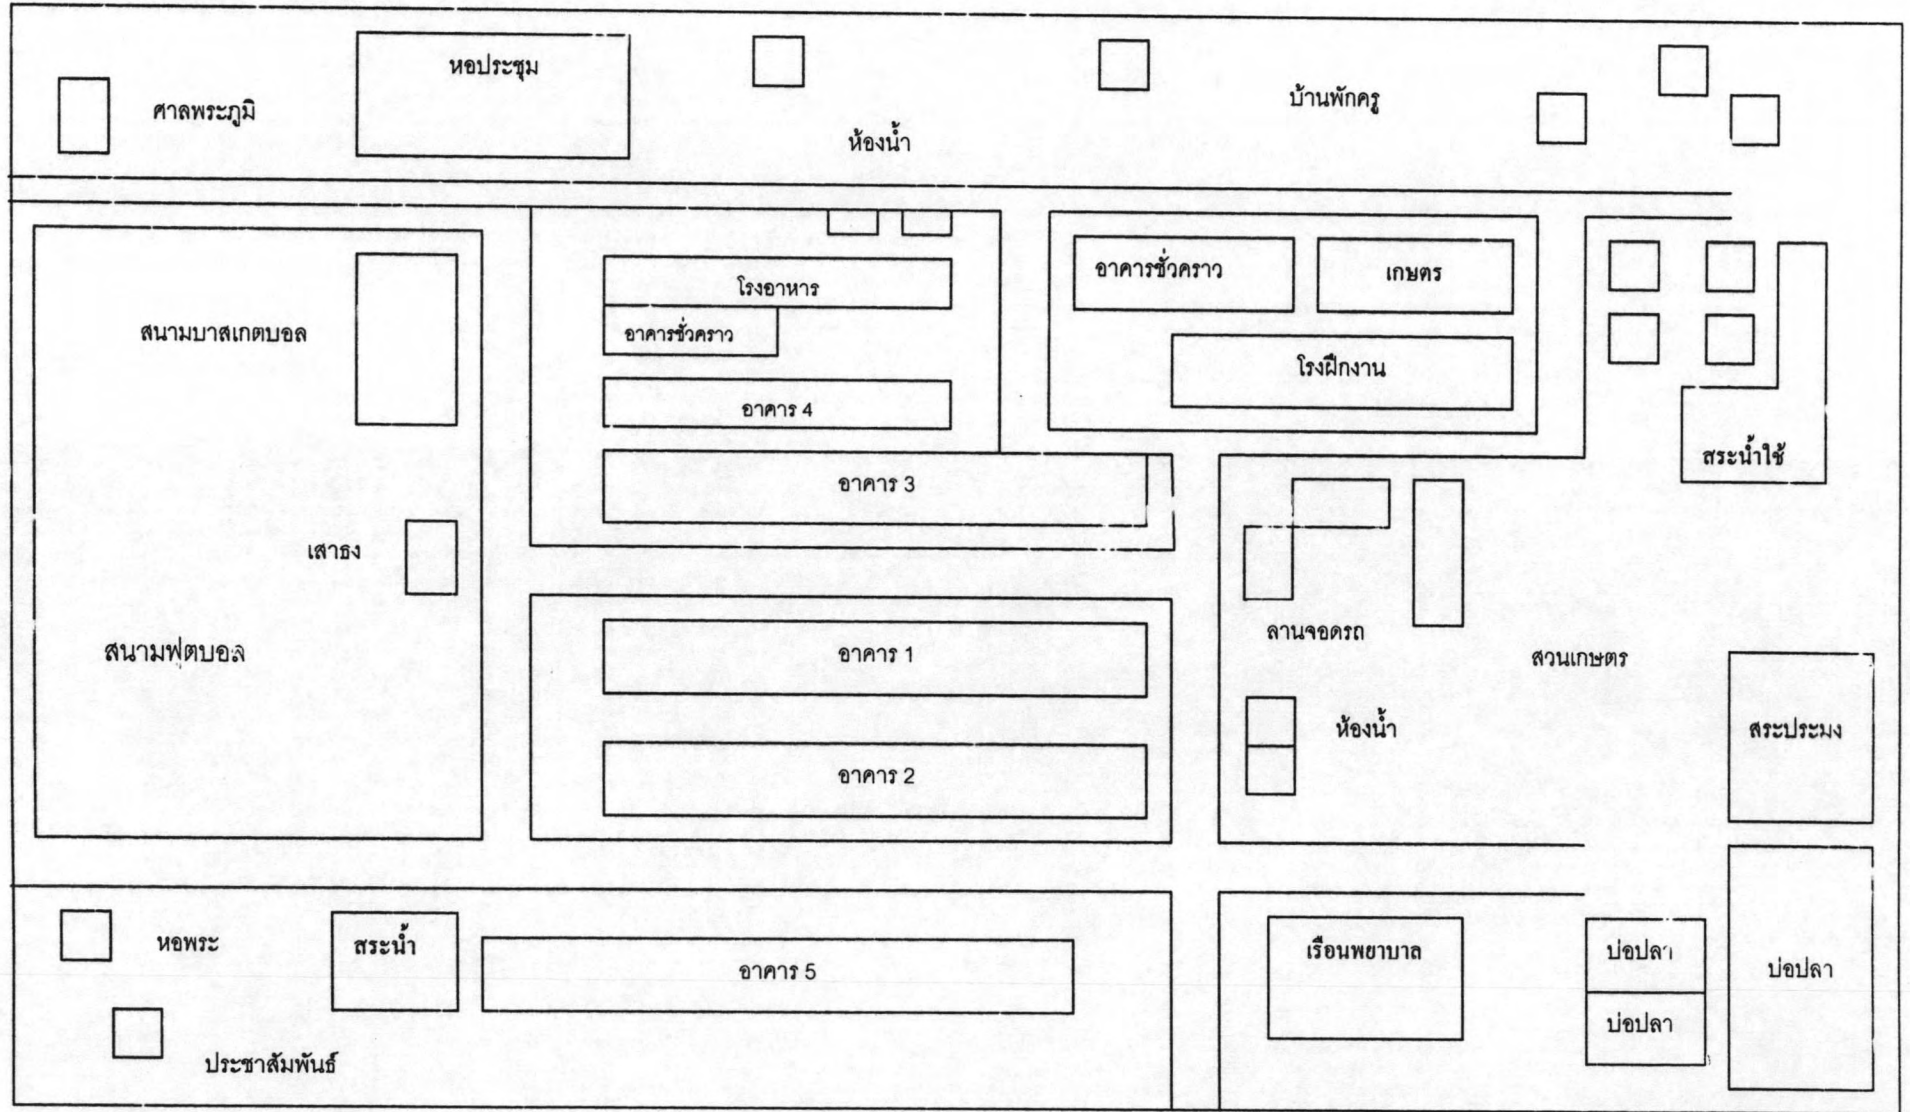 หอประชุม
ศาลพระภูมิ
ห้องน้ำ
บ้านพักครู
สนามบาสเกตบอล
โรงอาหาร
อาคารชั่วคราว
อาคารชั่วคราว
เกษตร
โรงฝึกงาน
อาคาร 4
สระน้ำใช้
อาคาร 3
เสาธง
สนามฟุตบอล
อาคาร 1
ลานจอดรถ
สวนเกษตร
ห้องน้ำ
สระประมง
อาคาร 2
หอพระ
สระน้ำ
อาคาร 5
เรือนพยาบาล
บ่อปลา
บ่อปลา
บ่อปลา
ประชาสัมพันธ์